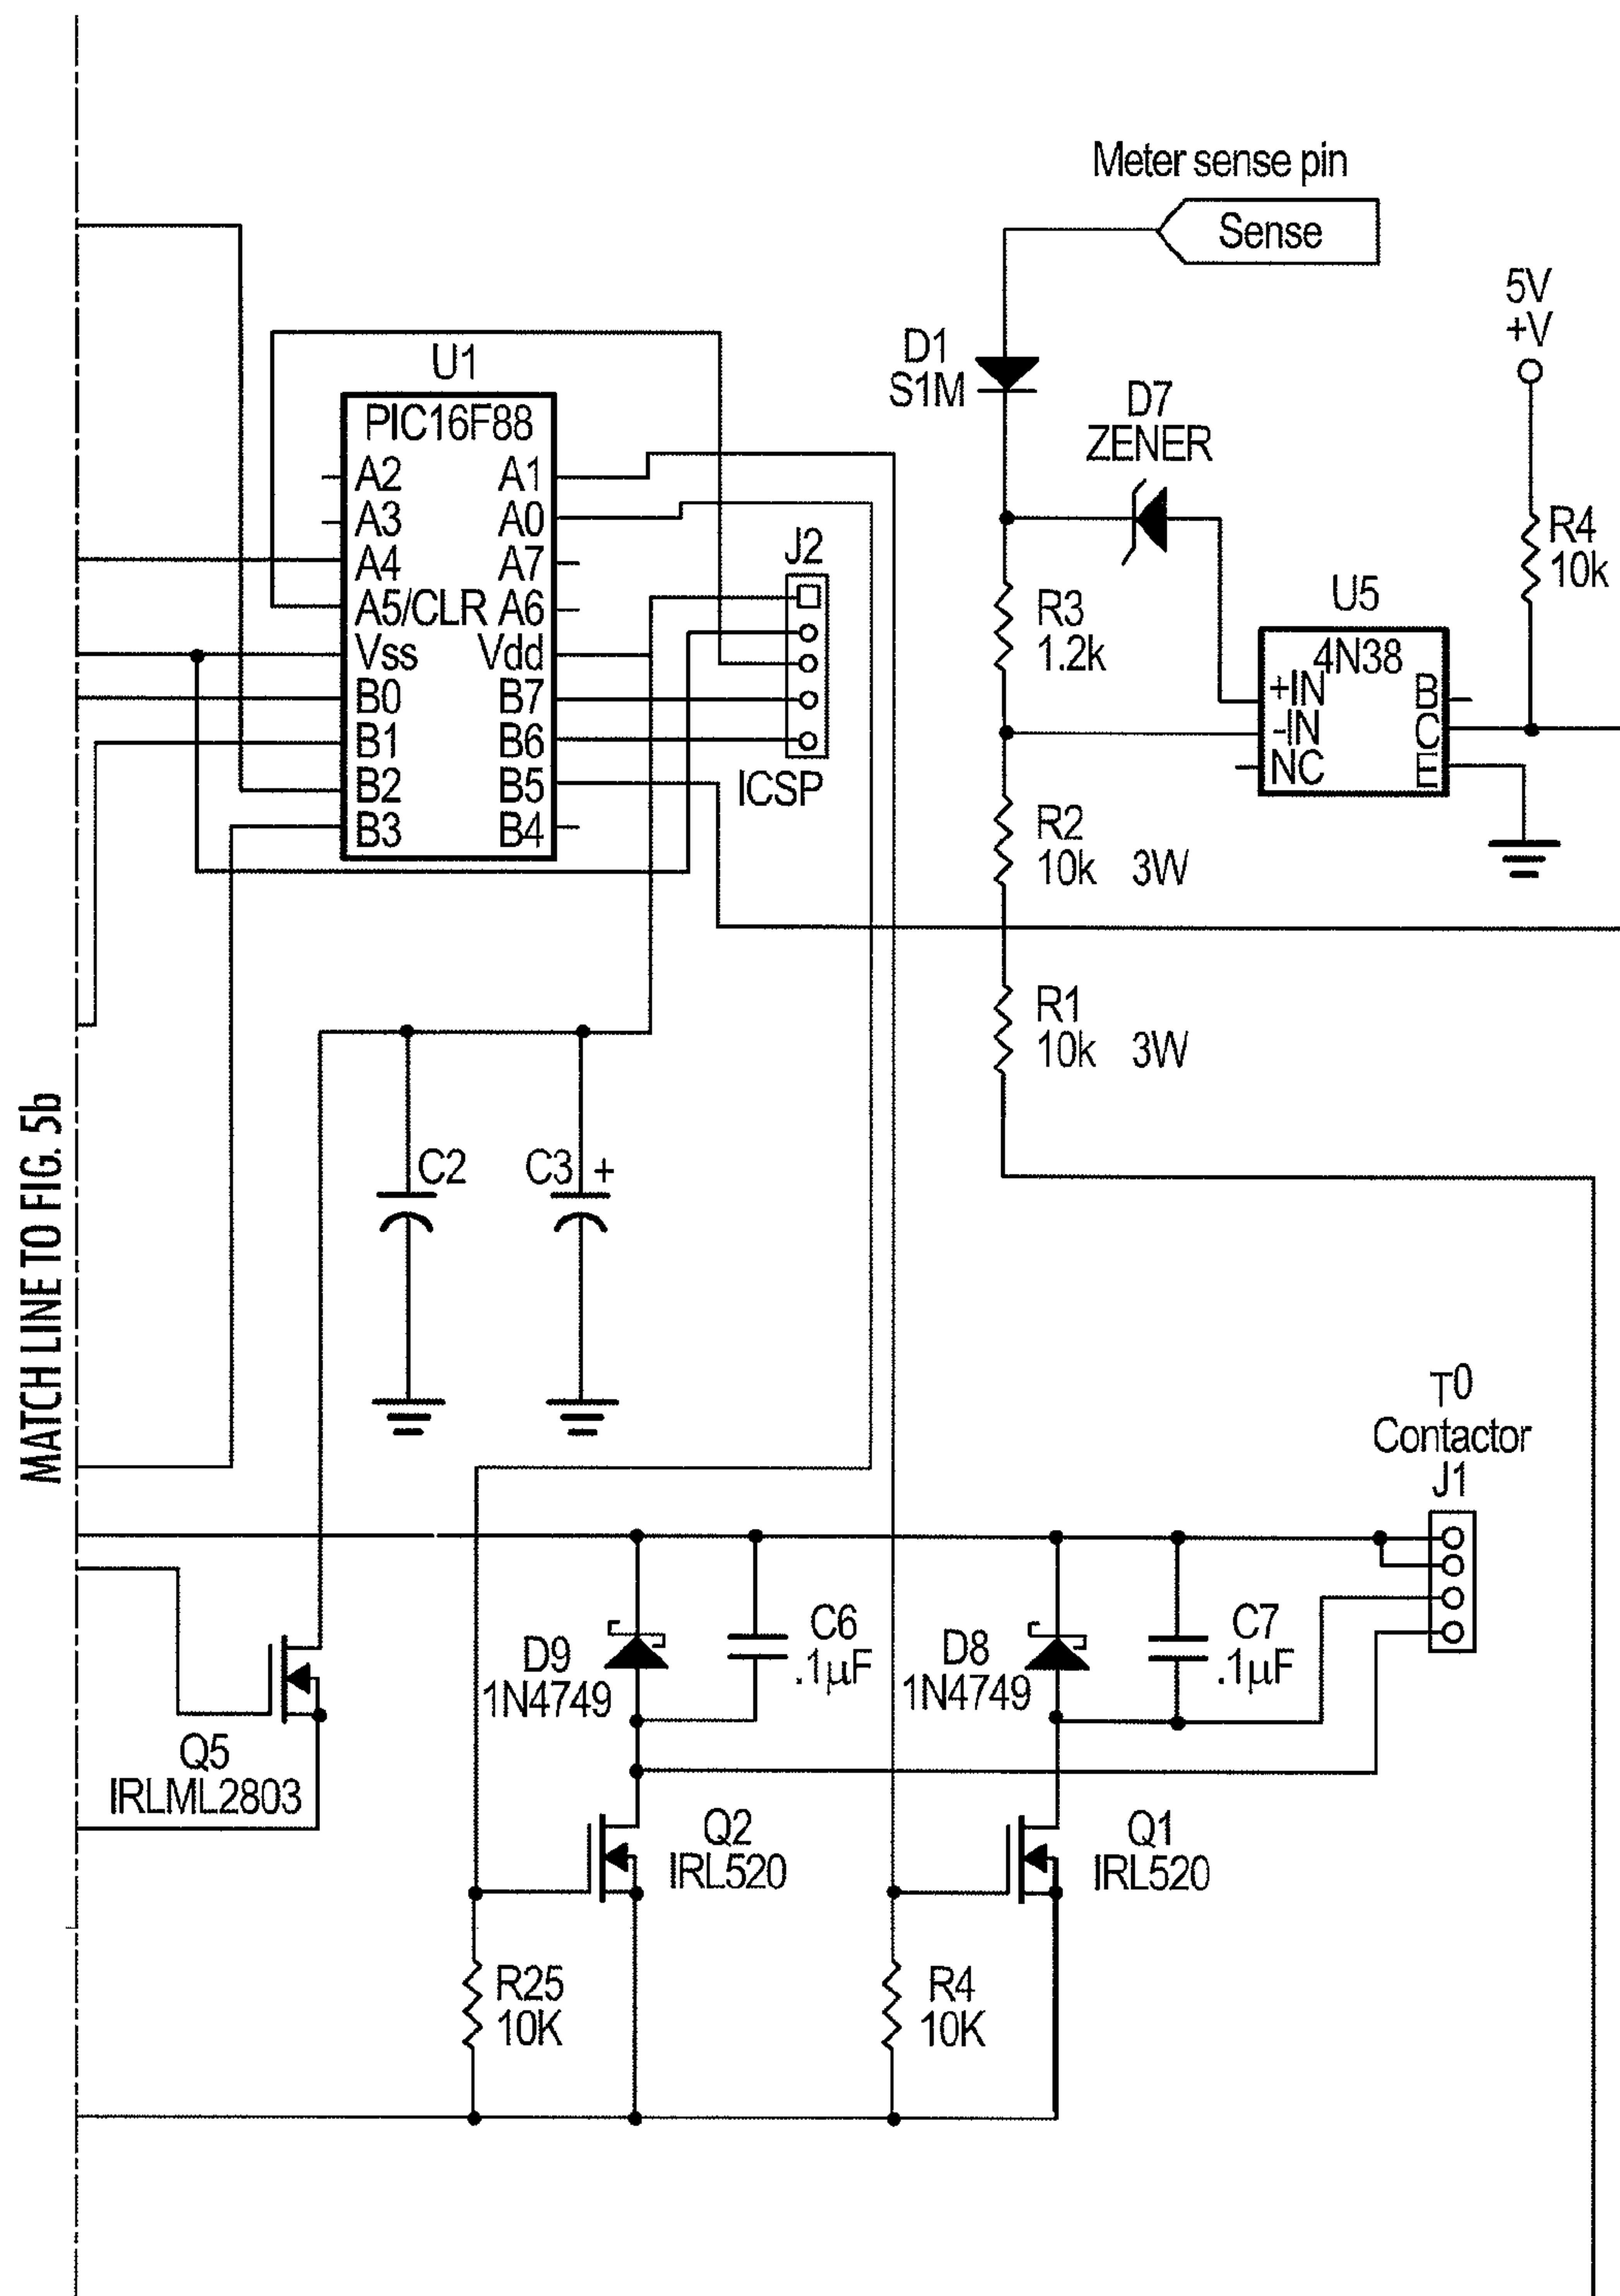 Meter sense pin
Sense
5V
+V
D1
S1M
D7
ZENER
R4
10k
U1
PIC16F88
A2 A1
A3 A0
A4 A7
A5/CLR A6
Vss Vdd
B0 B7
B1 B6
B2 B5
B3 B4
J2
ICSP
R3
1.2k
U5
4N38
+IN B
-IN C
NC E
R2
10k 3W
R1
10k 3W
MATCH LINE TO FIG. 5b
C2
C3 +
T0
Contactor
J1
D9
1N4749
C6
.1µF
D8
1N4749
C7
.1µF
Q5
IRLML2803
Q2
IRL520
Q1
IRL520
R25
10K
R4
10K